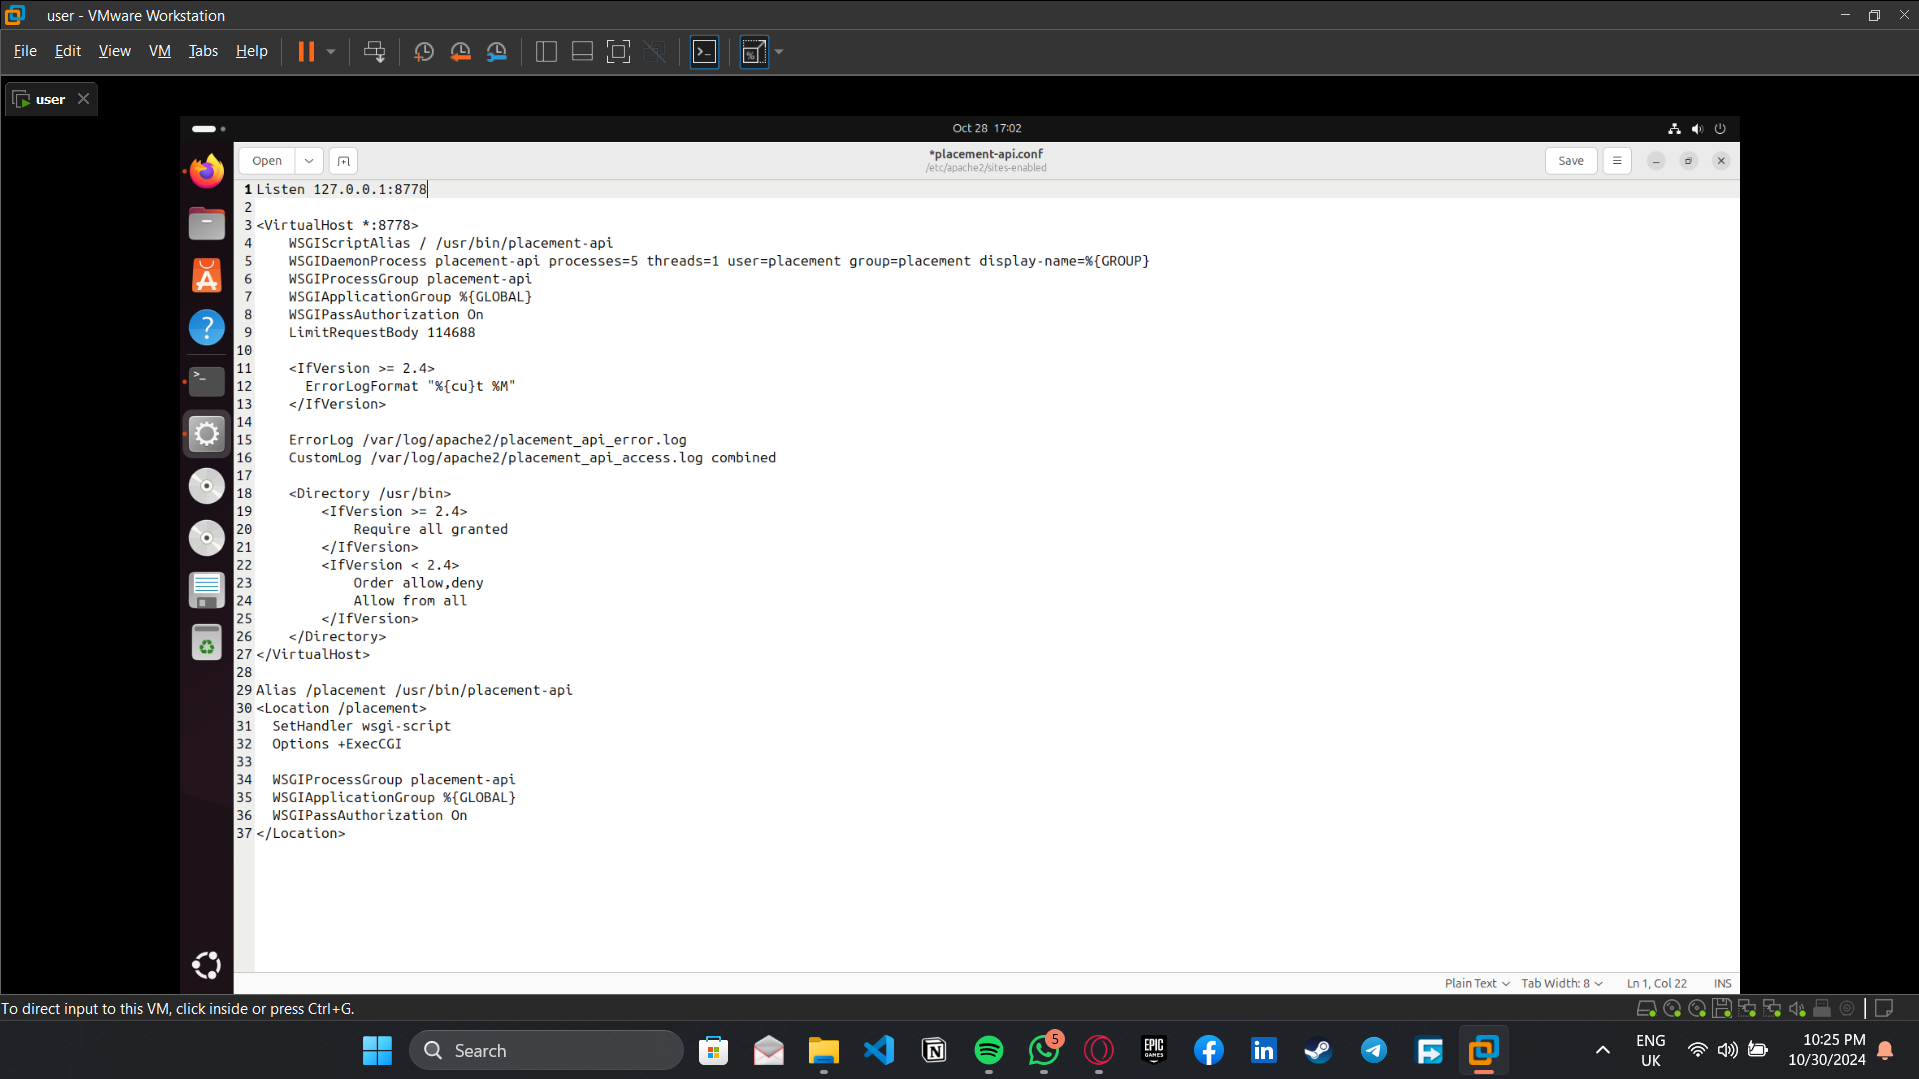 user - VMware Workstation
File Edit View VM Tabs Help
user
Oct 28 17:02
Open
*placement-api.conf
/etc/apache2/sites-enabled
Save
1 Listen 127.0.0.1:8778
2
3 <VirtualHost *:8778>
4     WSGIScriptAlias / /usr/bin/placement-api
5     WSGIDaemonProcess placement-api processes=5 threads=1 user=placement group=placement display-name=%{GROUP}
6     WSGIProcessGroup placement-api
7     WSGIApplicationGroup %{GLOBAL}
8     WSGIPassAuthorization On
9     LimitRequestBody 114688
10
11     <IfVersion >= 2.4>
12       ErrorLogFormat "%{cu}t %M"
13     </IfVersion>
14
15     ErrorLog /var/log/apache2/placement_api_error.log
16     CustomLog /var/log/apache2/placement_api_access.log combined
17
18     <Directory /usr/bin>
19         <IfVersion >= 2.4>
20             Require all granted
21         </IfVersion>
22         <IfVersion < 2.4>
23             Order allow,deny
24             Allow from all
25         </IfVersion>
26     </Directory>
27 </VirtualHost>
28
29 Alias /placement /usr/bin/placement-api
30 <Location /placement>
31   SetHandler wsgi-script
32   Options +ExecCGI
33
34   WSGIProcessGroup placement-api
35   WSGIApplicationGroup %{GLOBAL}
36   WSGIPassAuthorization On
37 </Location>
Plain Text Tab Width: 8 Ln 1, Col 22 INS
To direct input to this VM, click inside or press Ctrl+G.
Search
5
EPIC
GAMES
ENG
UK
10:25 PM
10/30/2024